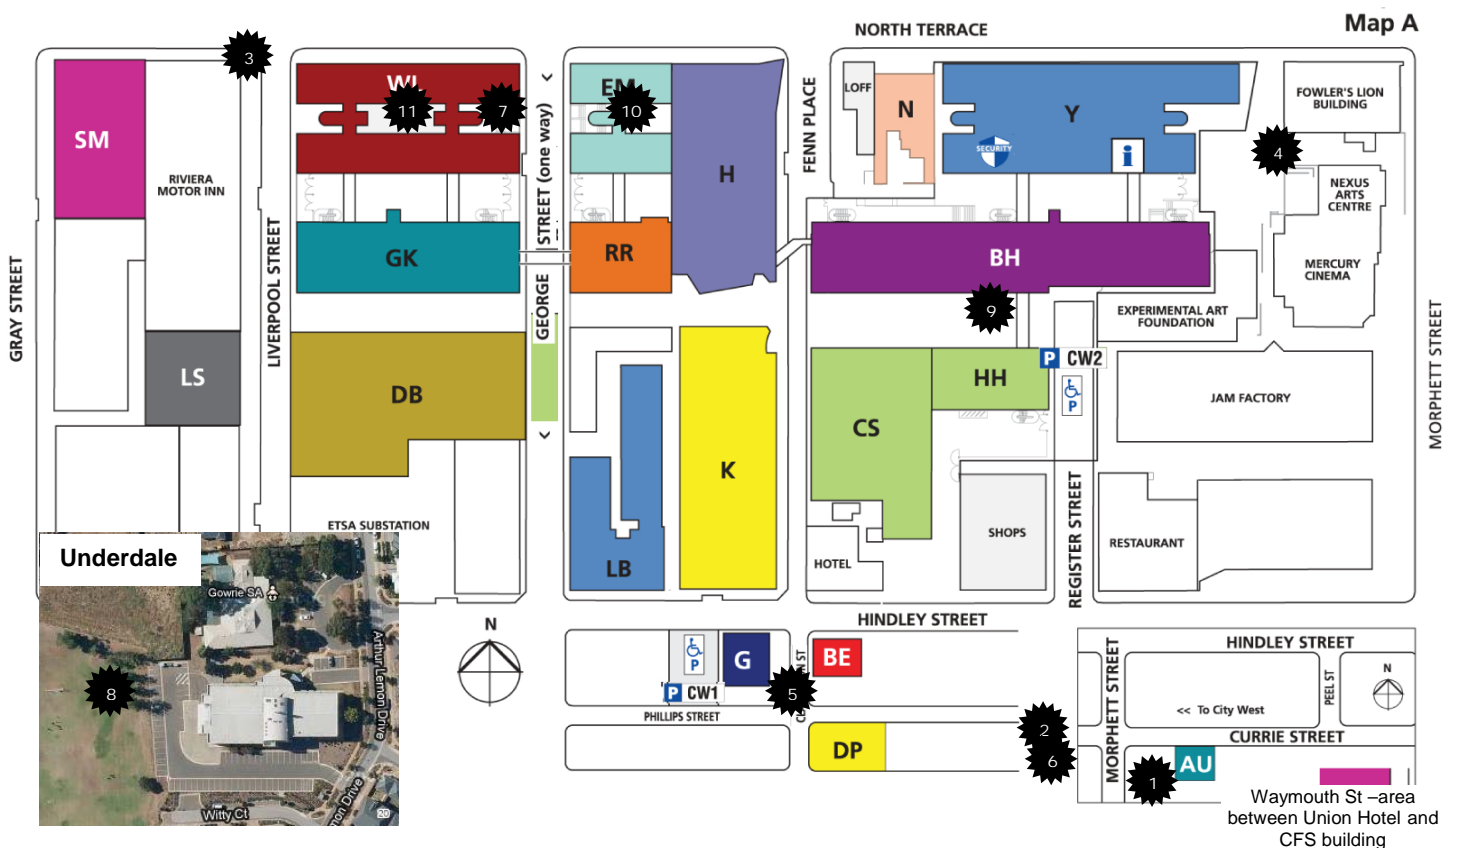 NORTH TERRACE
Map A
3
WL
11
7
EM
10
LOFF
N
Y
FOWLER'S LION
BUILDING
SM
RIVIERA
MOTOR INN
STREET (one way)
H
FENN PLACE
SECURITY
i
4
NEXUS
ARTS
CENTRE
GRAY STREET
LIVERPOOL STREET
GK
RR
BH
MERCURY
CINEMA
GEORGE
9
EXPERIMENTAL ART
FOUNDATION
MORPHETT STREET
LS
DB
HH
P CW2
P
JAM FACTORY
CS
K
ETSA SUBSTATION
LB
HOTEL
SHOPS
REGISTER STREET
RESTAURANT
Underdale
Gowrie SA
8
Arthur Lemon Drive
mon Drive
Witty Ct
20
N
HINDLEY STREET
P
G
BE
P CW1
5
PHILLIPS STREET
DP
2
6
HINDLEY STREET
MORPHETT STREET
PEEL ST
N
<< To City West
CURRIE STREET
AU
1
Waymouth St –area
between Union Hotel and
CFS building